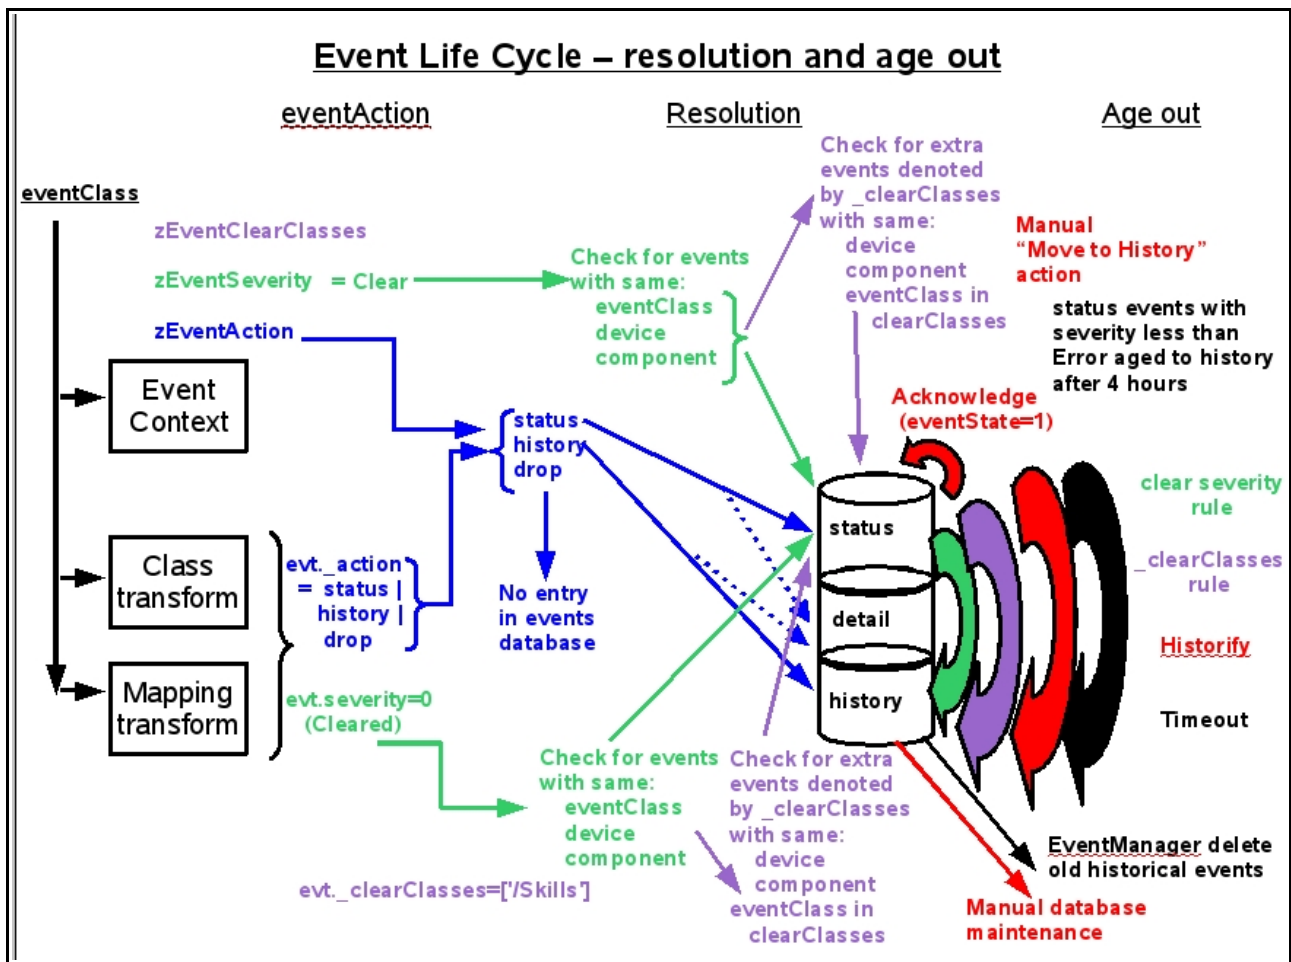 Event Life Cycle – resolution and age out
eventAction
Resolution
Age out
eventClass
zEventClearClasses
zEventSeverity = Clear
zEventAction
Event
Context
Class
transform
Mapping
transform
evt._action
= status |
history |
drop
evt.severity=0
(Cleared)
evt._clearClasses=['/Skills']
status
history
drop
No entry
in events
database
Check for events
with same:
eventClass
device
component
Check for extra
events denoted
by _clearClasses
with same:
device
component
eventClass in
clearClasses
Check for events
with same:
eventClass
device
component
Check for extra
events denoted
by _clearClasses
with same:
device
component
eventClass in
clearClasses
Manual
“Move to History”
action
status events with
severity less than
Error aged to history
after 4 hours
Acknowledge
(eventState=1)
status
detail
history
clear severity
rule
_clearClasses
rule
Historify
Timeout
EventManager delete
old historical events
Manual database
maintenance